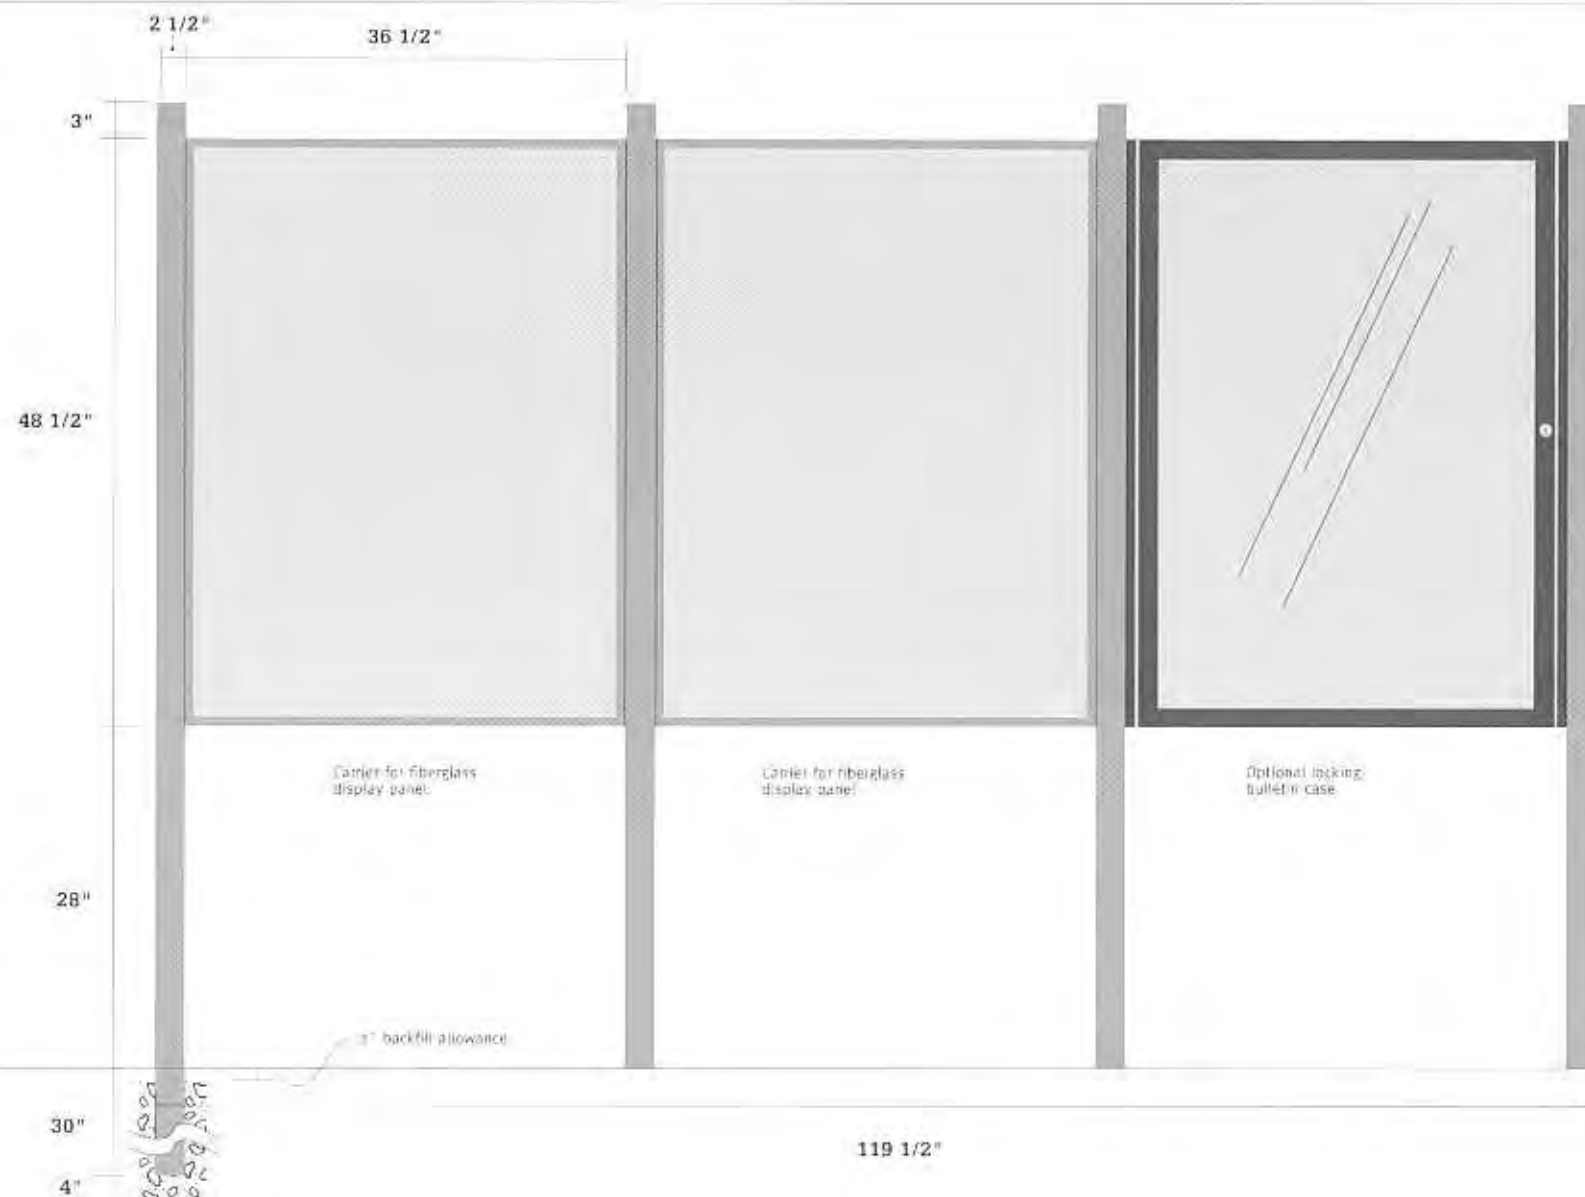 2 1/2"
36 1/2"
3"
48 1/2"
Carrier for fiberglass
display panel
Carrier for fiberglass
display panel
Optional locking
bulletin case
28"
backfill allowance
30"
119 1/2"
4"